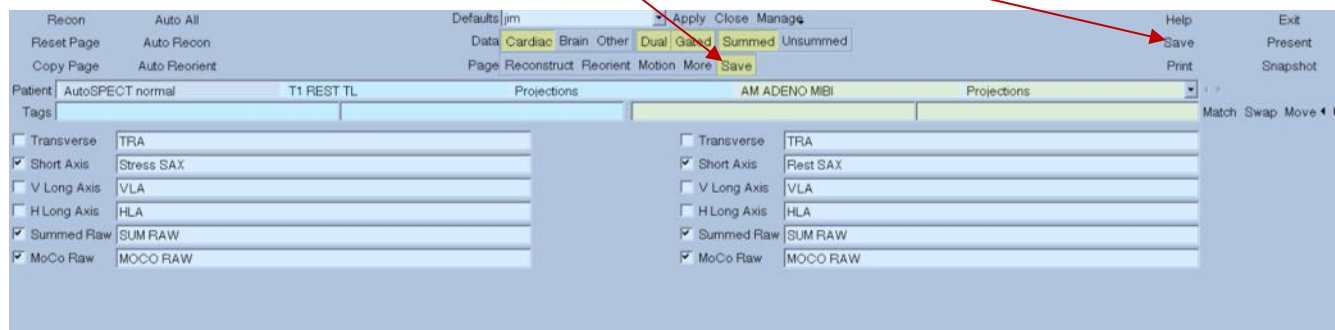 Recon Auto All Defaults jim Apply Close Manage Help Exit
Reset Page Auto Recon Data Cardiac Brain Other Dual Gated Summed Unsummed Save Present
Copy Page Auto Reorient Page Reconstruct Reorient Motion More Save Print Snapshot
Patient AutoSPECT normal T1 REST TL Projections AM ADENO MIBI Projections
Tags Match Swap Move
Transverse TRA Transverse TRA
Short Axis Stress SAX Short Axis Rest SAX
V Long Axis VLA V Long Axis VLA
H Long Axis HLA H Long Axis HLA
Summed Raw SUM RAW Summed Raw SUM RAW
MoCo Raw MOCO RAW MoCo Raw MOCO RAW